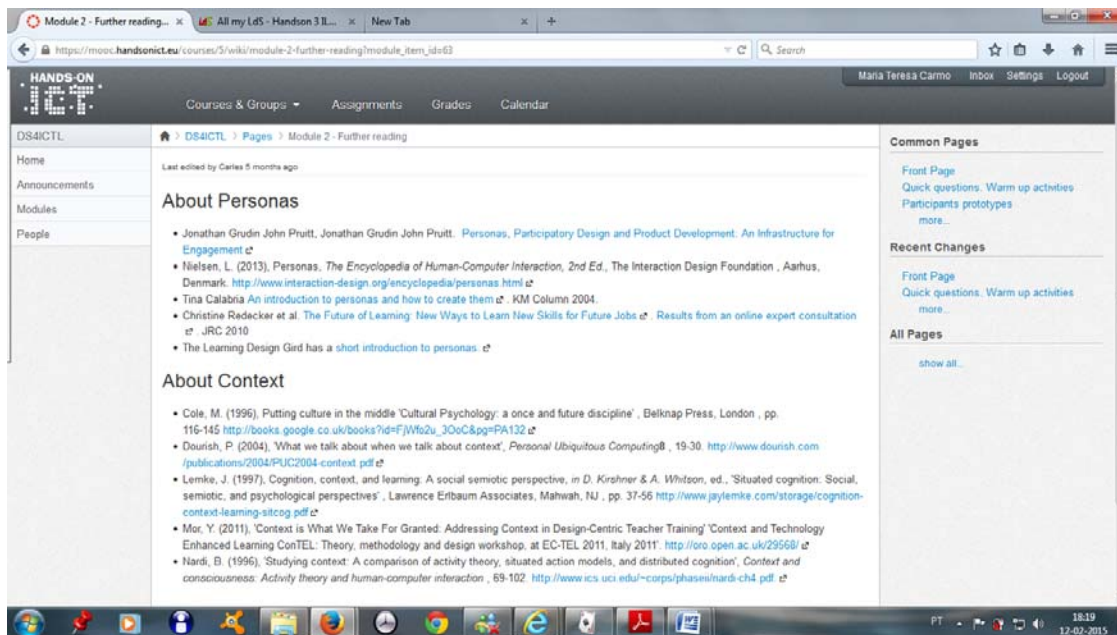 Module 2 - Further readin... ×
All my LdS - Handson 3 IL... ×
New Tab ×
https://mooc.handsonict.eu/courses/5/wiki/module-2-further-reading?module_item_id=63
Search
HANDS-ON
ICT
Courses & Groups
Assignments
Grades
Calendar
Maria Teresa Carmo
Inbox
Settings
Logout
DS4ICTL
Home
Announcements
Modules
People
DS4ICTL > Pages > Module 2 - Further reading
Last edited by Carles 5 months ago
About Personas
• Jonathan Grudin John Pruitt, Jonathan Grudin John Pruitt. Personas, Participatory Design and Product Development: An Infrastructure for
Engagement
• Nielsen, L. (2013), Personas, The Encyclopedia of Human-Computer Interaction, 2nd Ed., The Interaction Design Foundation , Aarhus,
Denmark. http://www.interaction-design.org/encyclopedia/personas.html
• Tina Calabria An introduction to personas and how to create them . KM Column 2004.
• Christine Redecker et al. The Future of Learning: New Ways to Learn New Skills for Future Jobs . Results from an online expert consultation
. JRC 2010
• The Learning Design Gird has a short introduction to personas.
About Context
• Cole, M. (1996), Putting culture in the middle 'Cultural Psychology: a once and future discipline' , Belknap Press, London , pp.
116-145 http://books.google.co.uk/books?id=FjWfo2u_3OoC&pg=PA132
• Dourish, P. (2004), 'What we talk about when we talk about context', Personal Ubiquitous Computing8 , 19-30. http://www.dourish.com
/publications/2004/PUC2004-context.pdf
• Lemke, J. (1997), Cognition, context, and learning: A social semiotic perspective, in D. Kirshner & A. Whitson, ed., 'Situated cognition: Social,
semiotic, and psychological perspectives' , Lawrence Erlbaum Associates, Mahwah, NJ , pp. 37-56 http://www.jaylemke.com/storage/cognition-
context-learning-sitcog.pdf
• Mor, Y. (2011), 'Context is What We Take For Granted: Addressing Context in Design-Centric Teacher Training' 'Context and Technology
Enhanced Learning ConTEL: Theory, methodology and design workshop, at EC-TEL 2011, Italy 2011'. http://oro.open.ac.uk/29568/
• Nardi, B. (1996), 'Studying context: A comparison of activity theory, situated action models, and distributed cognition', Context and
consciousness: Activity theory and human-computer interaction , 69-102. http://www.ics.uci.edu/~corps/phaseii/nardi-ch4.pdf.
Common Pages
Front Page
Quick questions. Warm up activities
Participants prototypes
more...
Recent Changes
Front Page
Quick questions. Warm up activities
more...
All Pages
show all...
PT
18:19
12-02-2015